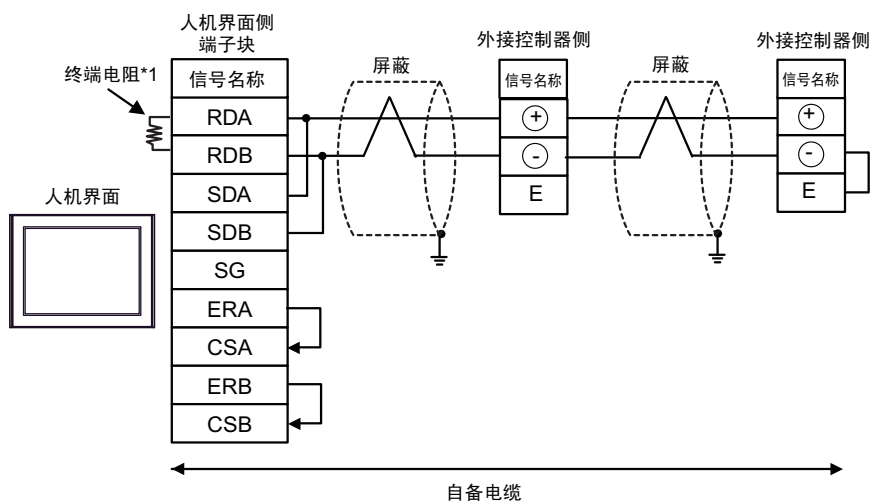 人机界面侧
端子块
外接控制器侧
外接控制器侧
终端电阻*1
信号名称
屏蔽
信号名称
屏蔽
信号名称
RDA
+
+
RDB
-
-
人机界面
SDA
E
E
SDB
SG
ERA
CSA
ERB
CSB
自备电缆